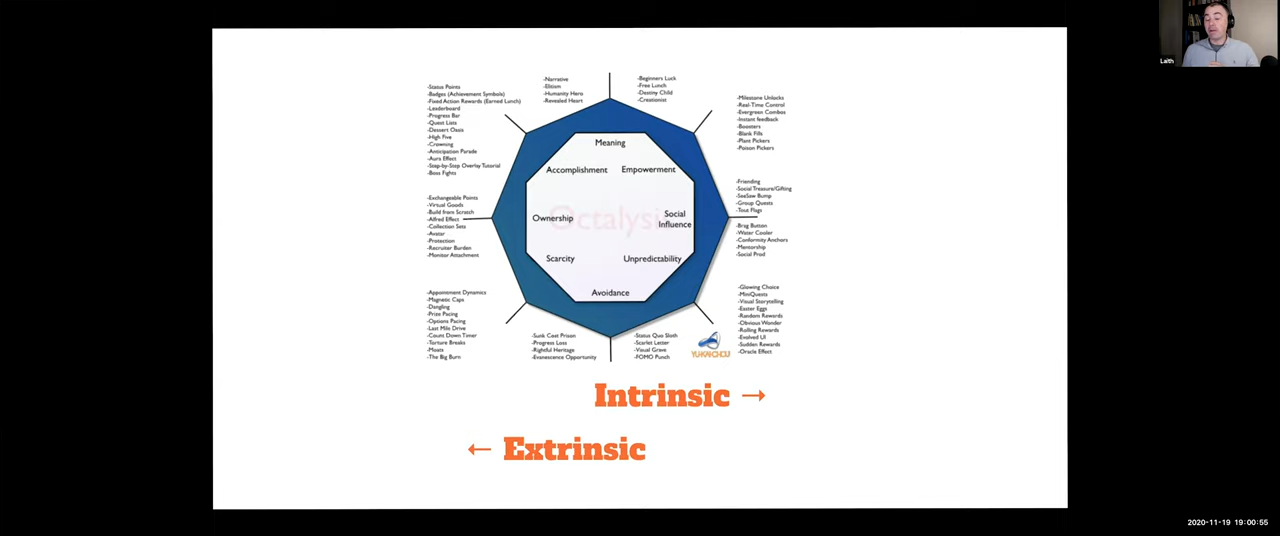 Laith
-Narrative
-Elitism
-Humanity Hero
-Revealed Heart
-Beginners Luck
-Free Lunch
-Destiny Child
-Creationist
-Status Points
-Badges (Achievement Symbols)
-Fixed Action Rewards (Earned Lunch)
-Leaderboard
-Progress Bar
-Quest Lists
-Dessert Oasis
-High Five
-Crowning
-Anticipation Parade
-Aura Effect
-Step-by-Step Overlay Tutorial
-Boss Fights
-Milestone Unlocks
-Real-Time Control
-Evergreen Combos
-Instant feedback
-Boosters
-Blank Fills
-Plant Pickers
-Poison Pickers
Meaning
Accomplishment
Empowerment
Ownership
Octalysis
Social
Influence
Scarcity
Unpredictability
Avoidance
-Exchangeable Points
-Virtual Goods
-Build from Scratch
-Alfred Effect
-Collection Sets
-Avatar
-Protection
-Recruiter Burden
-Monitor Attachment
-Friending
-Social Treasure/Gifting
-SeeSaw Bump
-Group Quests
-Tout Flags
-Brag Button
-Water Cooler
-Conformity Anchors
-Mentorship
-Social Prod
-Appointment Dynamics
-Magnetic Caps
-Dangling
-Prize Pacing
-Options Pacing
-Last Mile Drive
-Count Down Timer
-Torture Breaks
-Moats
-The Big Burn
-Sunk Cost Prison
-Progress Loss
-Rightful Heritage
-Evanescence Opportunity
-Status Quo Sloth
-Scarlet Letter
-Visual Grave
-FOMO Punch
YU-KAI CHOU
-Glowing Choice
-MiniQuests
-Visual Storytelling
-Easter Eggs
-Random Rewards
-Obvious Wonder
-Rolling Rewards
-Evolved UI
-Sudden Rewards
-Oracle Effect
Intrinsic →
← Extrinsic
2020-11-19 19:00:55